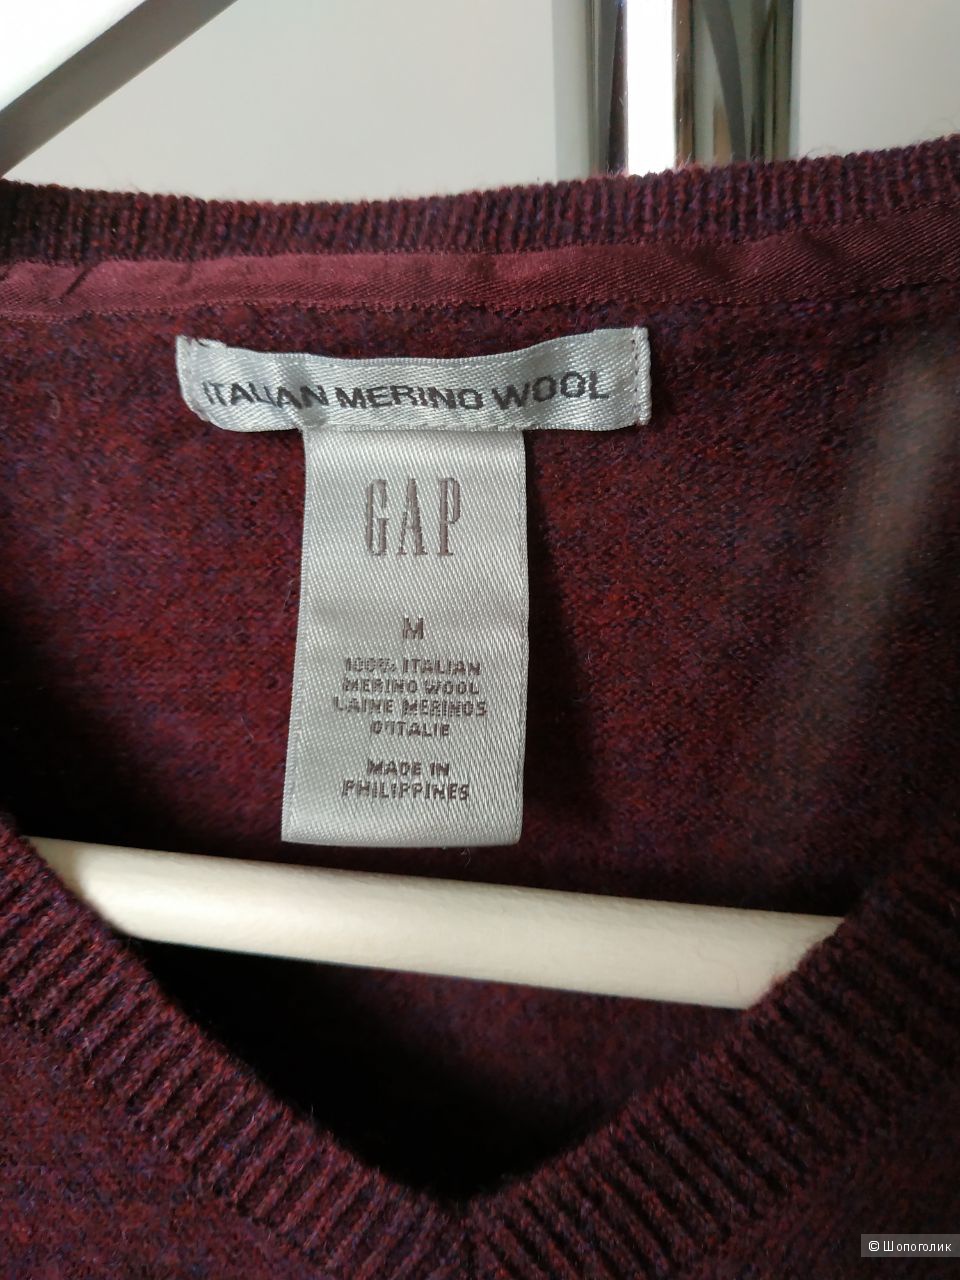 ITALIAN MERINO WOOL
GAP
M
100% ITALIAN
MERINO WOOL
LAINE MERINOS
D'ITALIE
MADE IN
PHILIPPINES
© Шопоголик